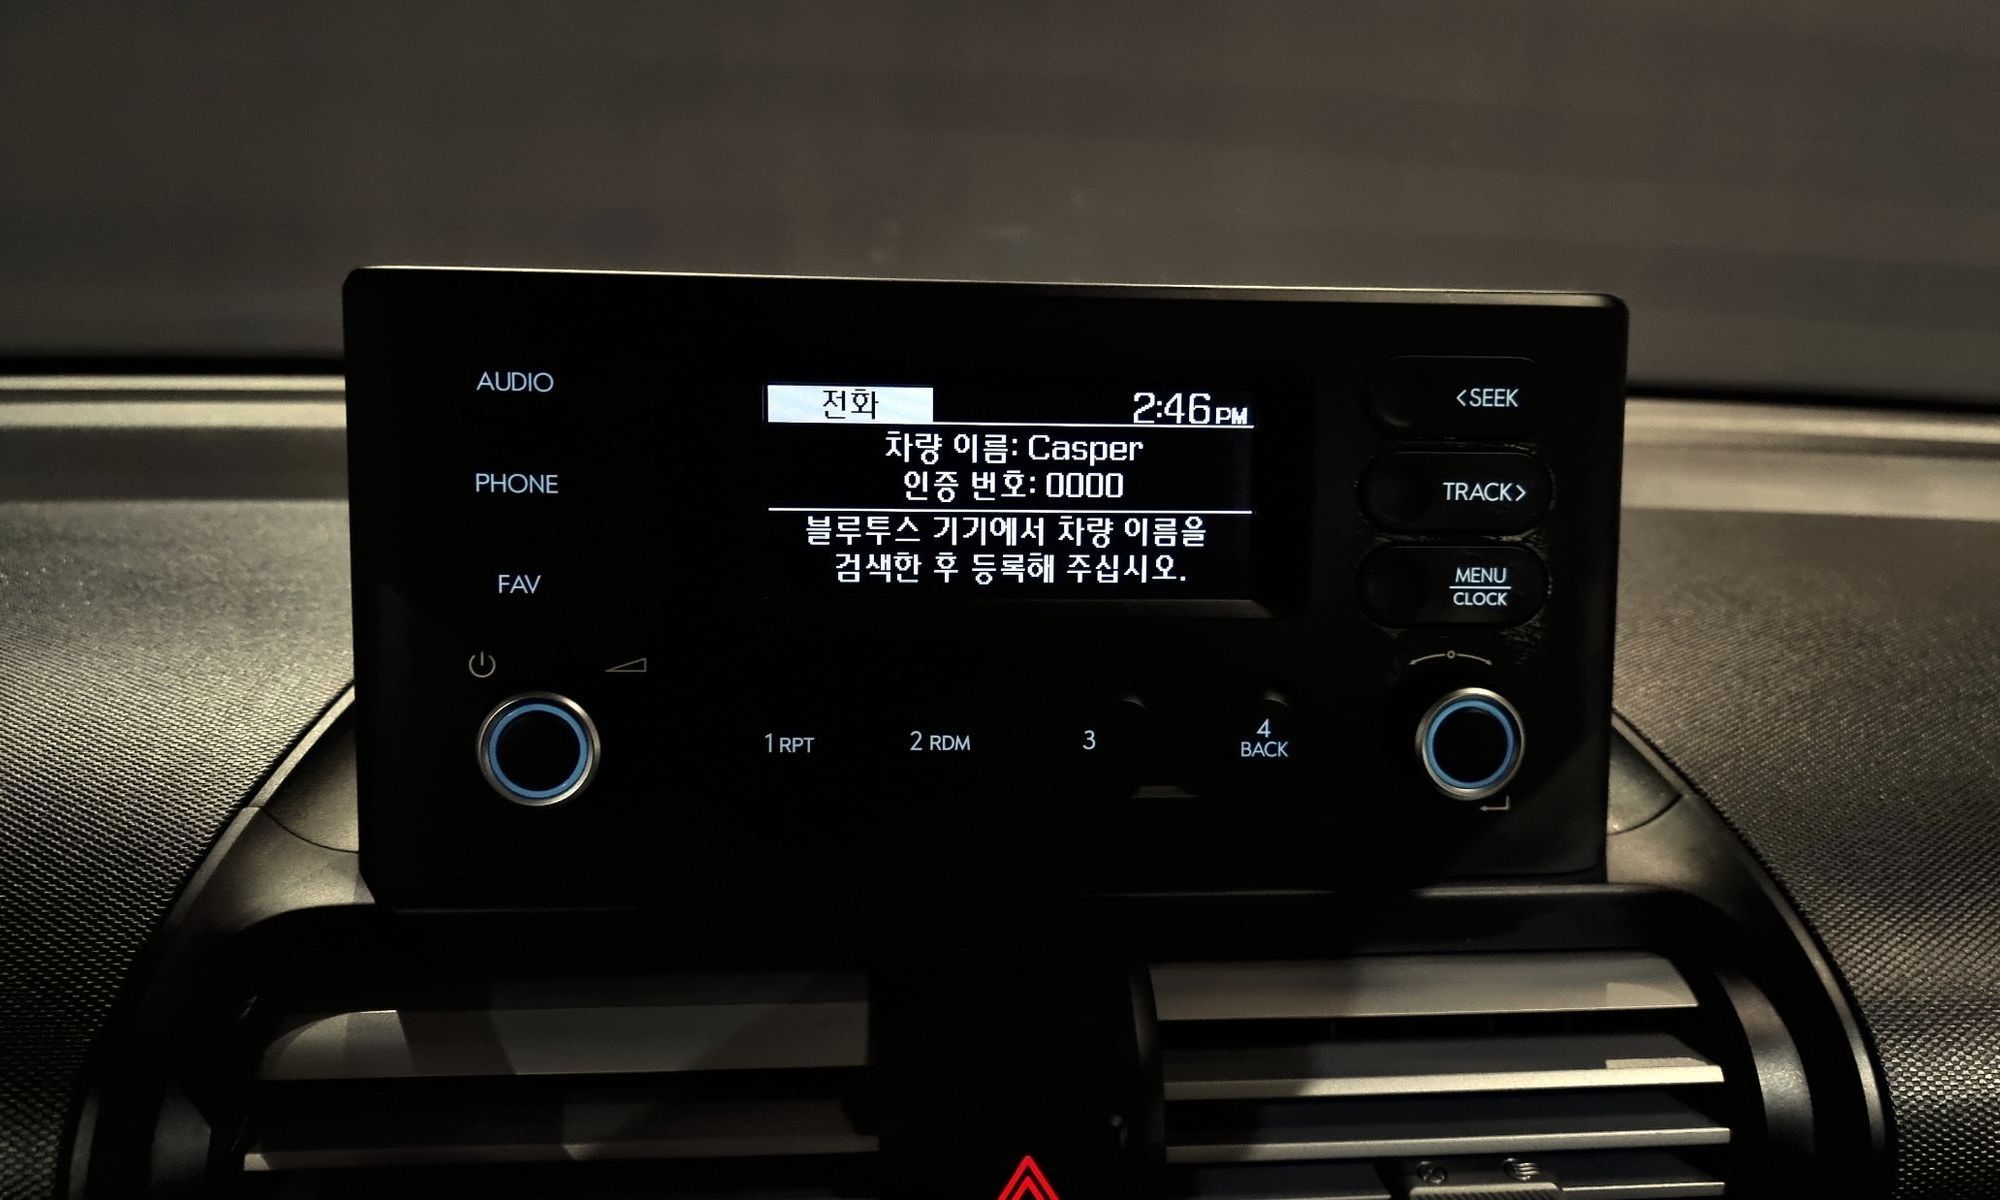 AUDIO
PHONE
FAV
전화 2:46PM
차량 이름: Casper
인증 번호: 0000
블루투스 기기에서 차량 이름을
검색한 후 등록해 주십시오.
<SEEK
TRACK>
MENU
CLOCK
1 RPT
2 RDM
3
4
BACK